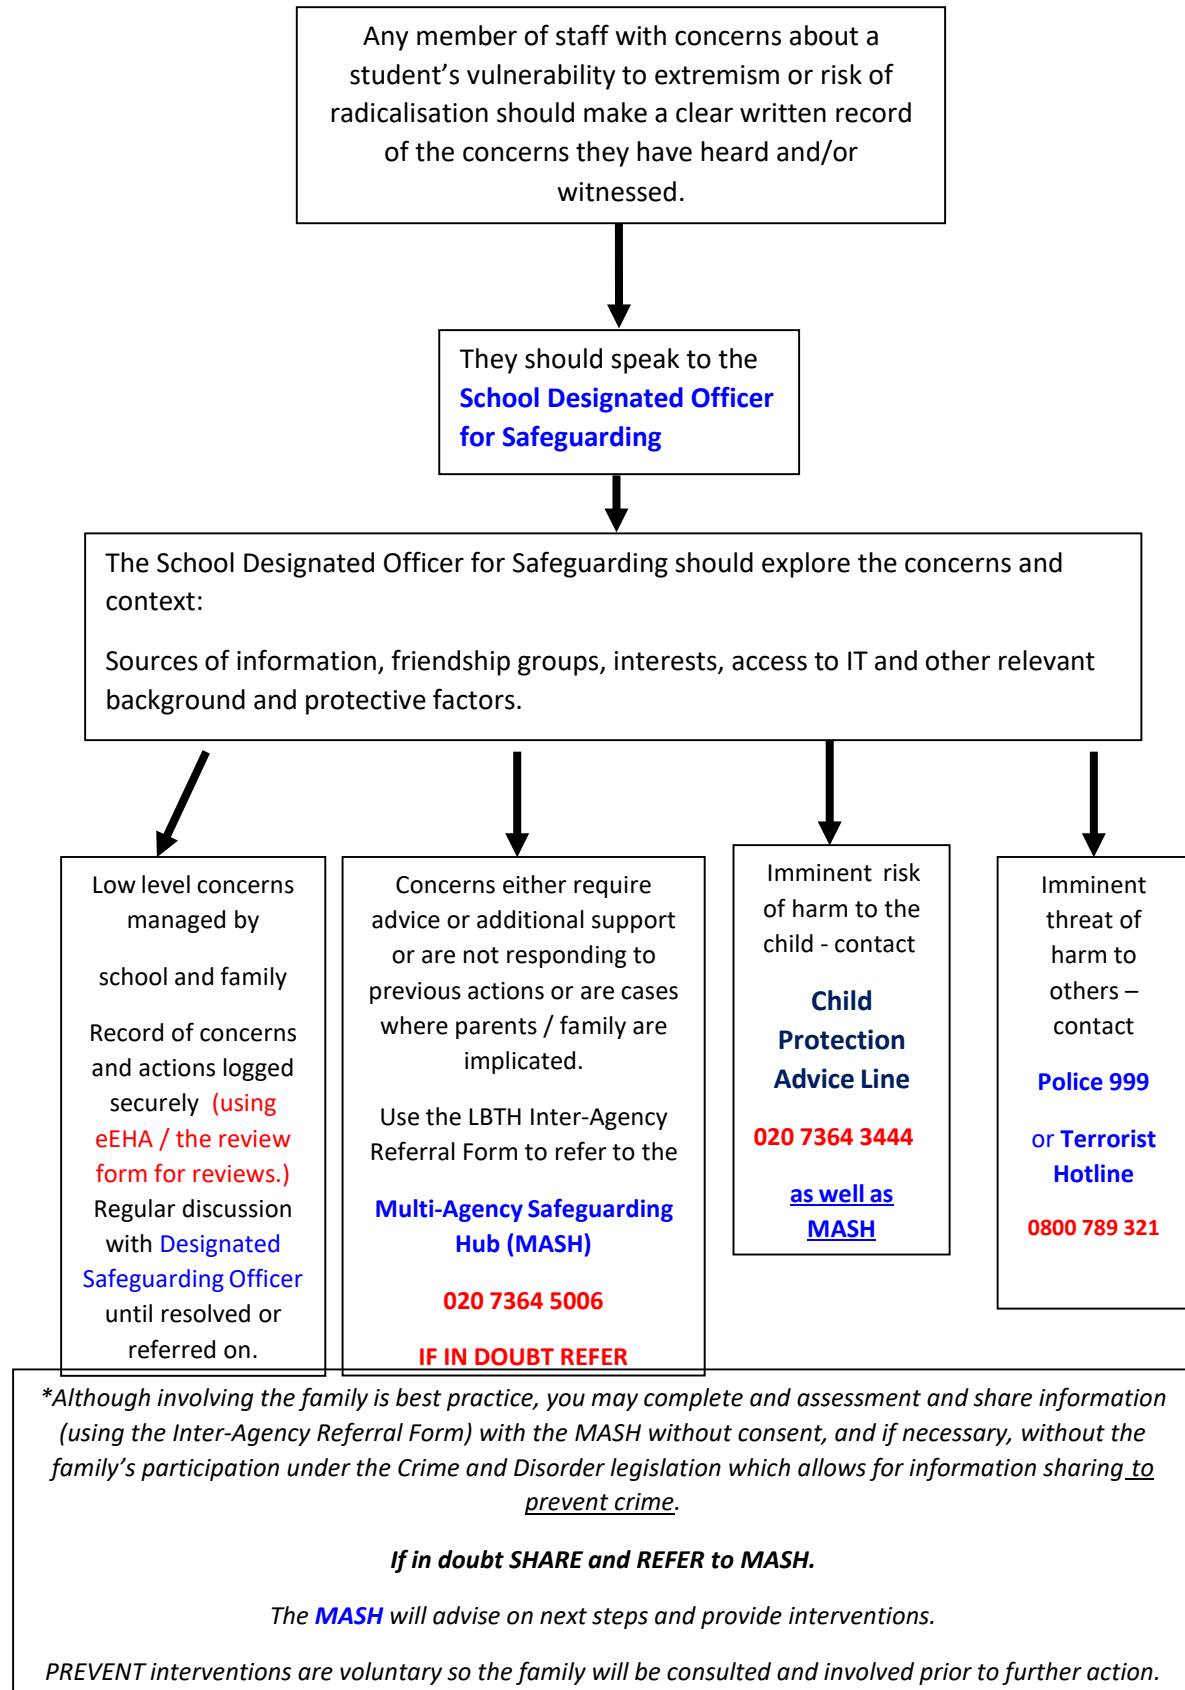 Any member of staff with concerns about a
student’s vulnerability to extremism or risk of
radicalisation should make a clear written record
of the concerns they have heard and/or
witnessed.
They should speak to the
School Designated Officer
for Safeguarding
The School Designated Officer for Safeguarding should explore the concerns and
context:
Sources of information, friendship groups, interests, access to IT and other relevant
background and protective factors.
Low level concerns
managed by
school and family
Record of concerns
and actions logged
securely (using
eEHA / the review
form for reviews.)
Regular discussion
with Designated
Safeguarding Officer
until resolved or
referred on.
Concerns either require
advice or additional support
or are not responding to
previous actions or are cases
where parents / family are
implicated.
Use the LBTH Inter-Agency
Referral Form to refer to the
Multi-Agency Safeguarding
Hub (MASH)
020 7364 5006
IF IN DOUBT REFER
Imminent risk
of harm to the
child - contact
Child
Protection
Advice Line
020 7364 3444
as well as
MASH
Imminent
threat of
harm to
others –
contact
Police 999
or Terrorist
Hotline
0800 789 321
*Although involving the family is best practice, you may complete and assessment and share information
(using the Inter-Agency Referral Form) with the MASH without consent, and if necessary, without the
family’s participation under the Crime and Disorder legislation which allows for information sharing to
prevent crime.
If in doubt SHARE and REFER to MASH.
The MASH will advise on next steps and provide interventions.
PREVENT interventions are voluntary so the family will be consulted and involved prior to further action.